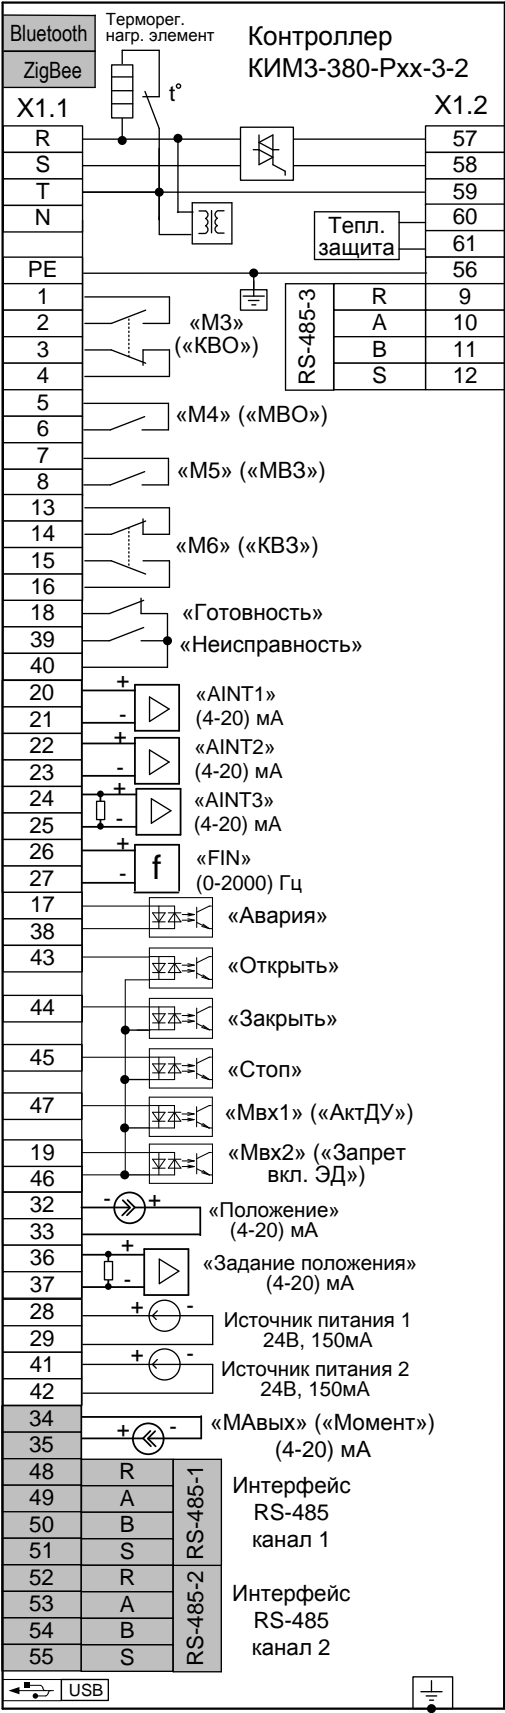 Bluetooth
ZigBee
Терморег.
нагр. элемент
Контроллер
КИМ3-380-Рхх-3-2
t°
X1.1
X1.2
R
57
S
58
T
59
N
60
Тепл.
защита
61
PE
56
1
RS-485-3
R
9
2
«М3»
(«КВО»)
A
10
3
B
11
4
S
12
5
6
«М4» («МВО»)
7
8
«М5» («МВЗ»)
13
14
15
«М6» («КВЗ»)
16
18
«Готовность»
39
«Неисправность»
40
20
+
«AINT1»
21
-
(4-20) мА
22
+
«AINT2»
23
-
(4-20) мА
24
+
«AINT3»
25
-
(4-20) мА
26
+
f
«FIN»
27
-
(0-2000) Гц
17
«Авария»
38
43
«Открыть»
44
«Закрыть»
45
«Стоп»
47
«Мвх1» («АктДУ»)
19
«Мвх2» («Запрет
46
вкл. ЭД»)
32
- +
«Положение»
33
(4-20) мА
36
+
«Задание положения»
37
-
(4-20) мА
28
+ -
Источник питания 1
29
24В, 150мА
41
+ -
Источник питания 2
42
24В, 150мА
34
+ -
«МАвых» («Момент»)
35
(4-20) мА
48
R
RS-485-1
Интерфейс
49
A
RS-485
50
B
канал 1
51
S
52
R
RS-485-2
Интерфейс
53
A
RS-485
54
B
канал 2
55
S
USB